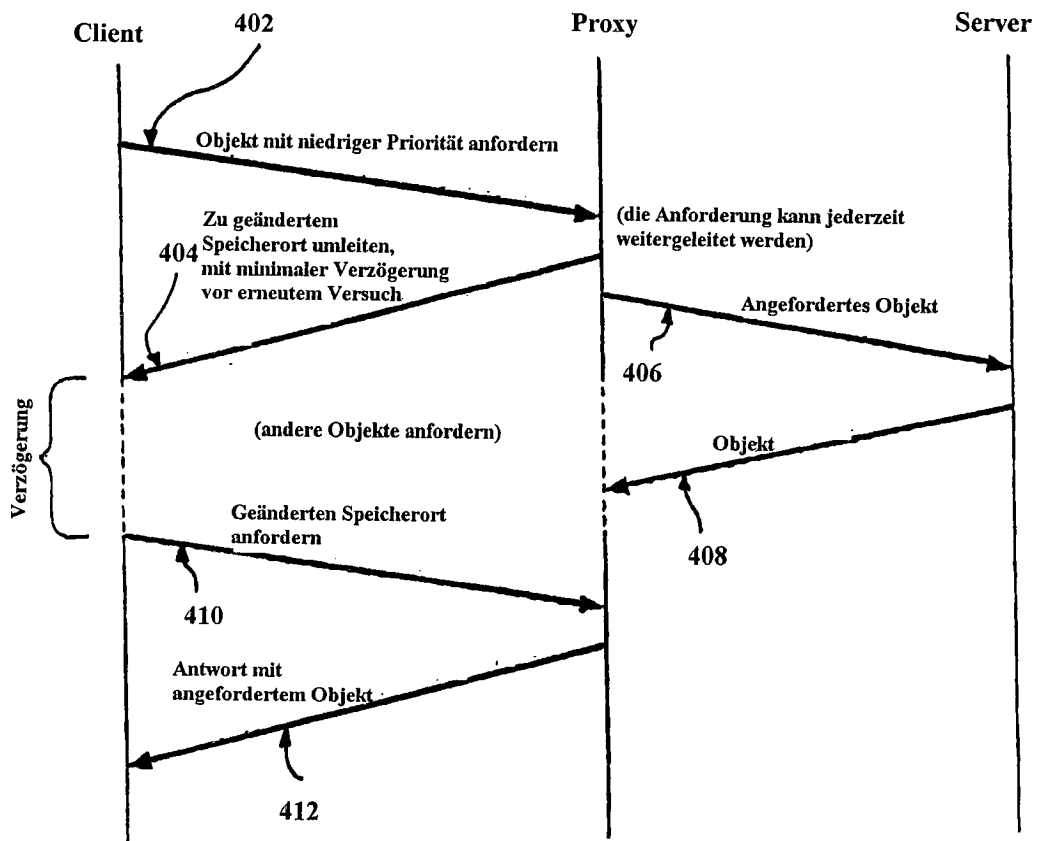 Client
Proxy
Server
402
Objekt mit niedriger Priorität anfordern
(die Anforderung kann jederzeit
weitergeleitet werden)
Zu geändertem
Speicherort umleiten,
404
mit minimaler Verzögerung
vor erneutem Versuch
Angefordertes Objekt
406
Verzögerung
(andere Objekte anfordern)
Objekt
408
Geänderten Speicherort
anfordern
410
Antwort mit
angefordertem Objekt
412